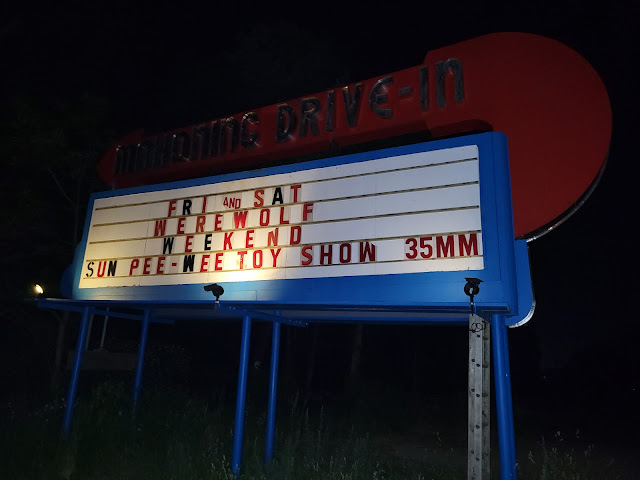 MAHONING DRIVE-in
FRI AND SAT
WEREWOLF
WEEKEND
SUN PEE-WEE TOY SHOW 35MM